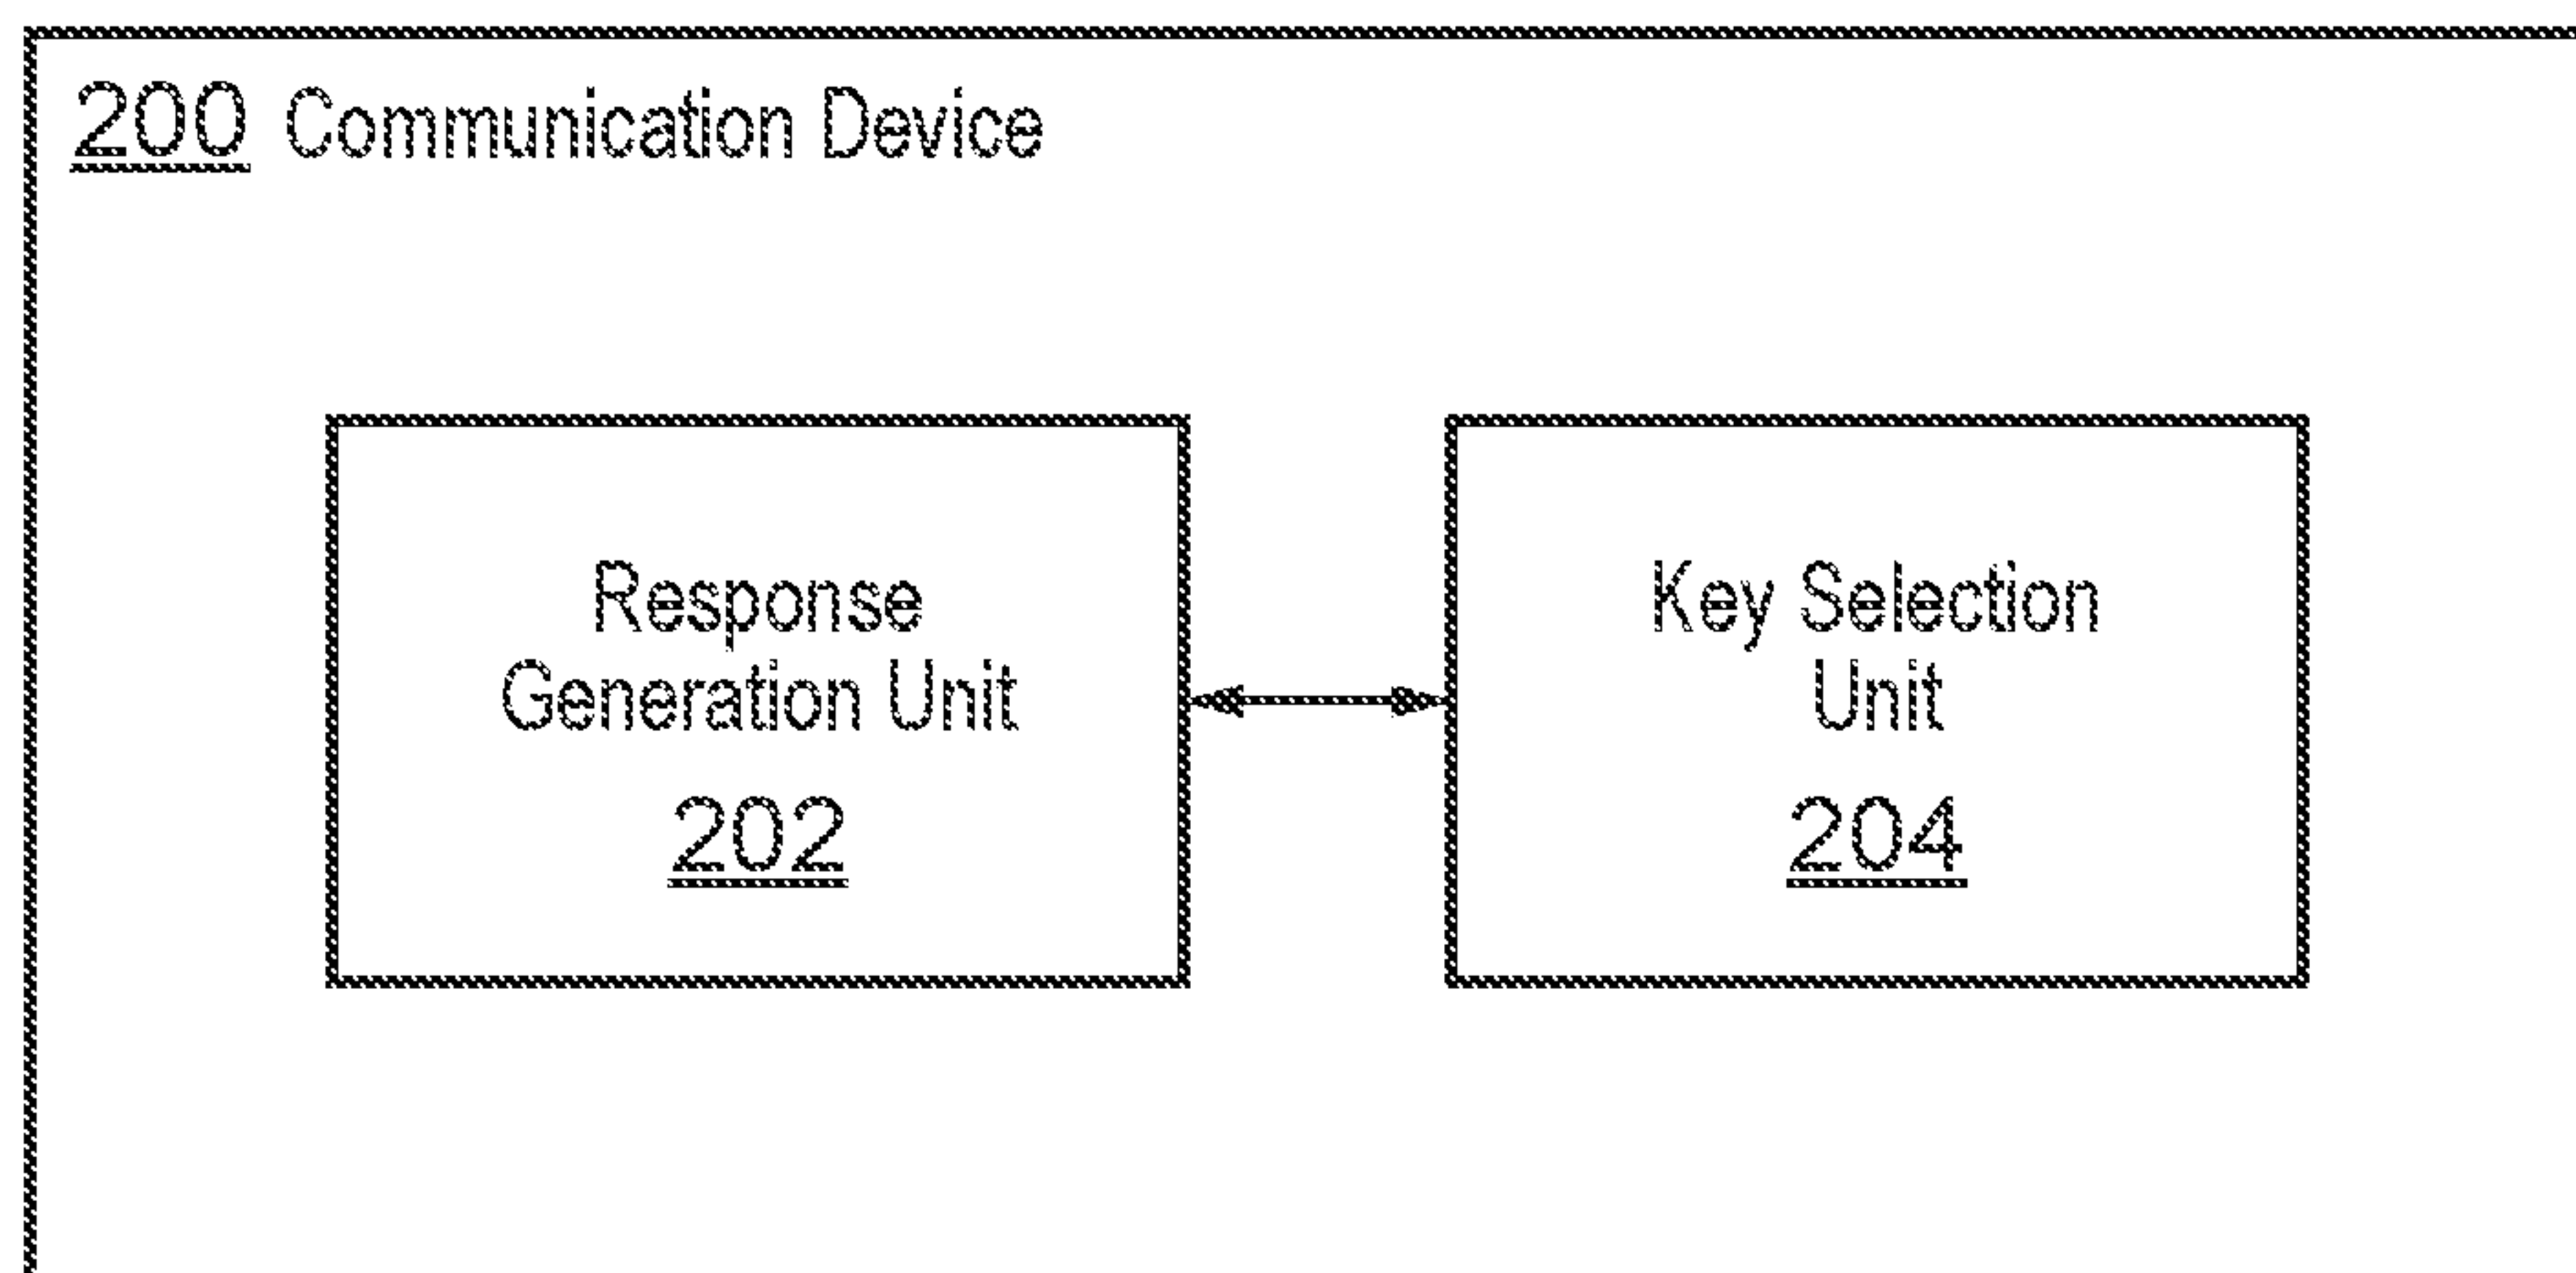 200 Communication Device
Response
Generation Unit
202
Key Selection
Unit
204